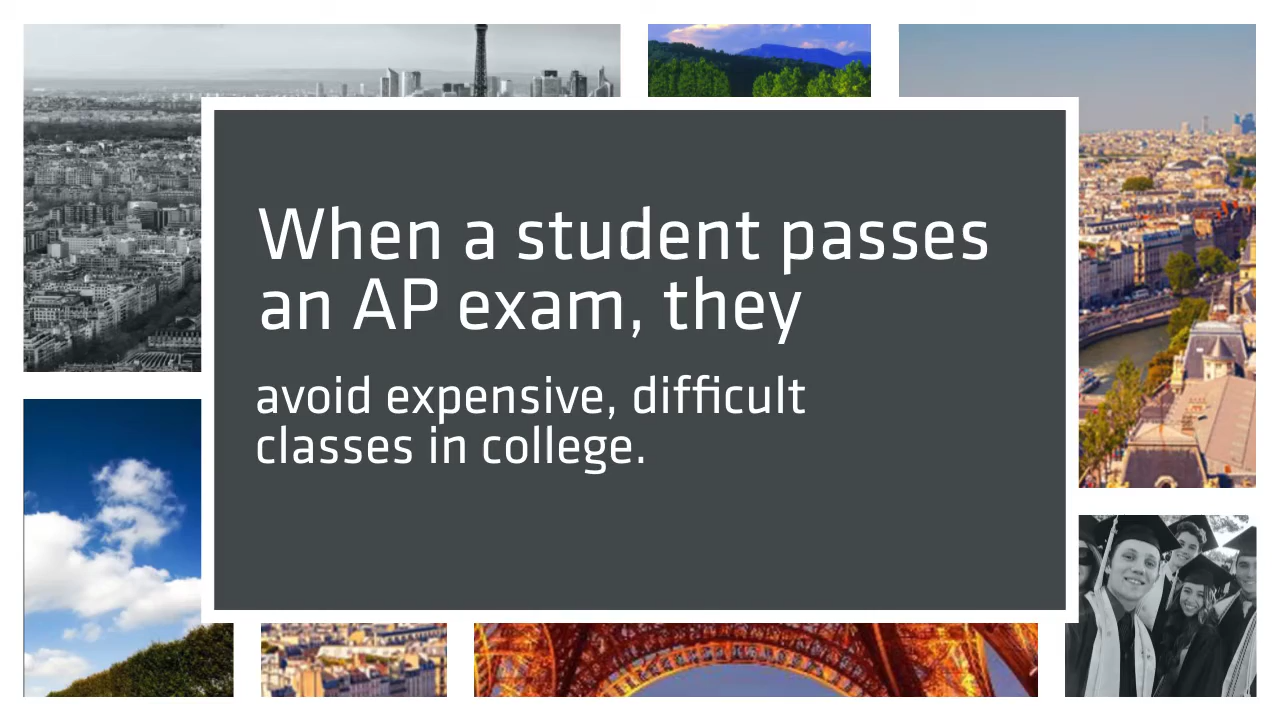 When a student passes
an AP exam, they
avoid expensive, difficult
classes in college.